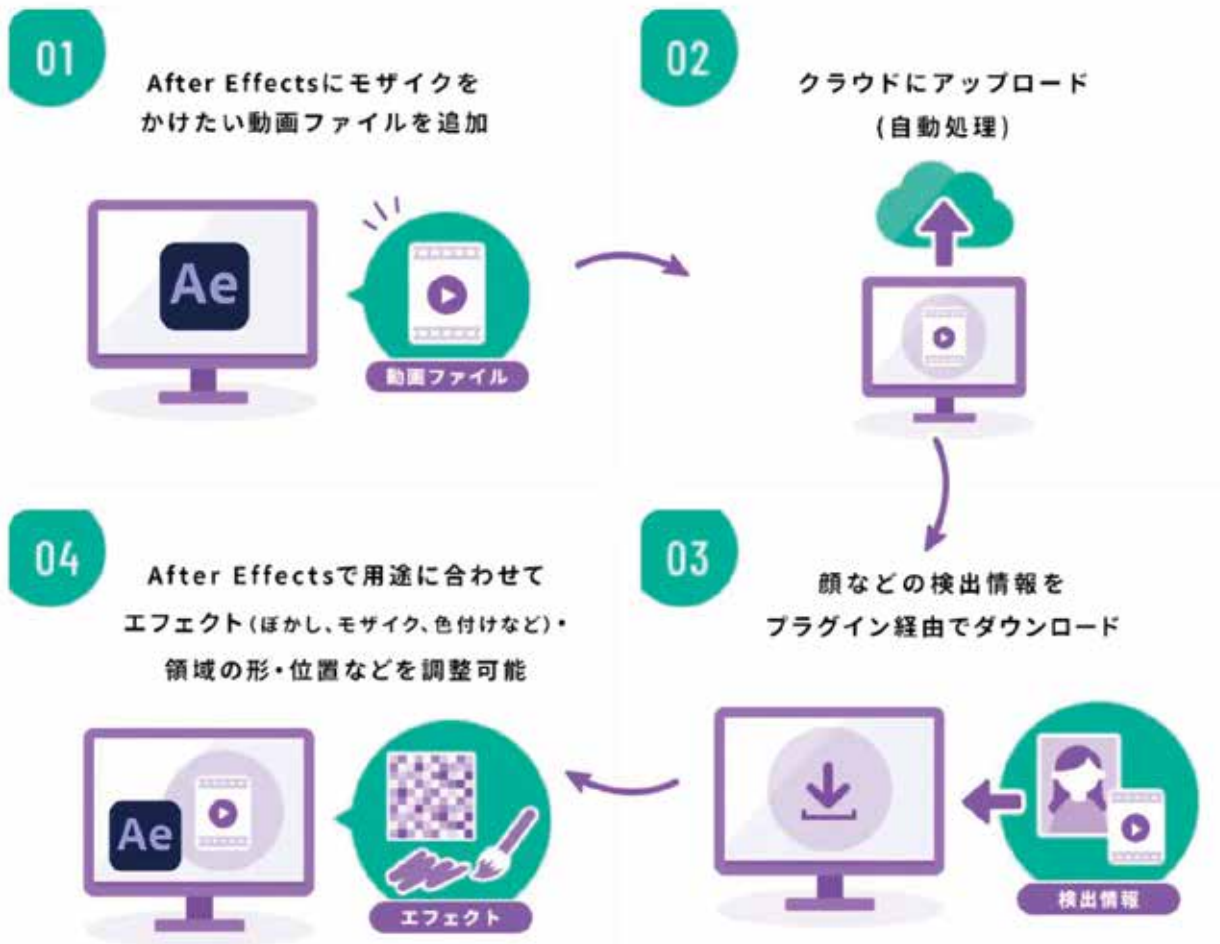 01
After Effectsにモザイクを
かけたい動画ファイルを追加
Ae
動画ファイル
02
クラウドにアップロード
(自動処理)
03
顔などの検出情報を
プラグイン経由でダウンロード
検出情報
04
After Effectsで用途に合わせて
エフェクト(ぼかし、モザイク、色付けなど)・
領域の形・位置などを調整可能
Ae
エフェクト